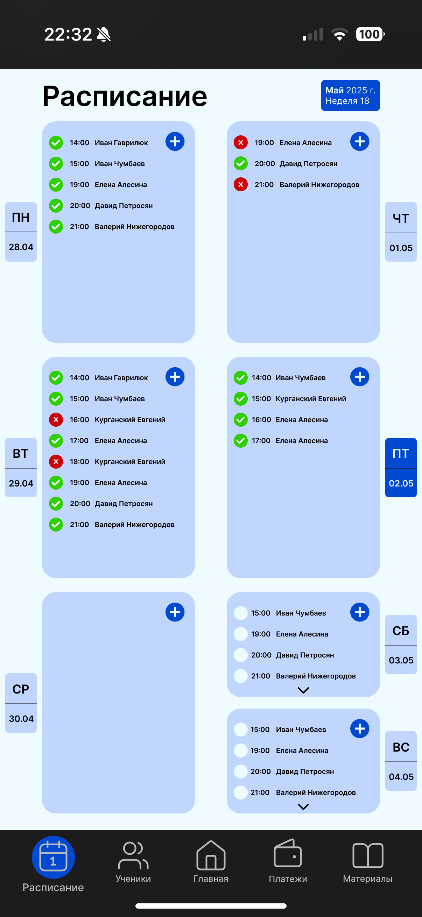 22:32
100
Расписание
Май 2025 г.
Неделя 18
ПН
28.04
14:00 Иван Гаврилюк
15:00 Иван Чумбаев
19:00 Елена Алесина
20:00 Давид Петросян
21:00 Валерий Нижегородов
ЧТ
01.05
19:00 Елена Алесина
20:00 Давид Петросян
21:00 Валерий Нижегородов
ВТ
29.04
14:00 Иван Гаврилюк
15:00 Иван Чумбаев
16:00 Курганский Евгений
17:00 Елена Алесина
18:00 Курганский Евгений
19:00 Елена Алесина
20:00 Давид Петросян
21:00 Валерий Нижегородов
ПТ
02.05
14:00 Иван Чумбаев
15:00 Курганский Евгений
16:00 Елена Алесина
17:00 Елена Алесина
СР
30.04
СБ
03.05
15:00 Иван Чумбаев
19:00 Елена Алесина
20:00 Давид Петросян
21:00 Валерий Нижегородов
ВС
04.05
15:00 Иван Чумбаев
19:00 Елена Алесина
20:00 Давид Петросян
21:00 Валерий Нижегородов
1
Расписание
Ученики
Главная
Платежи
Материалы